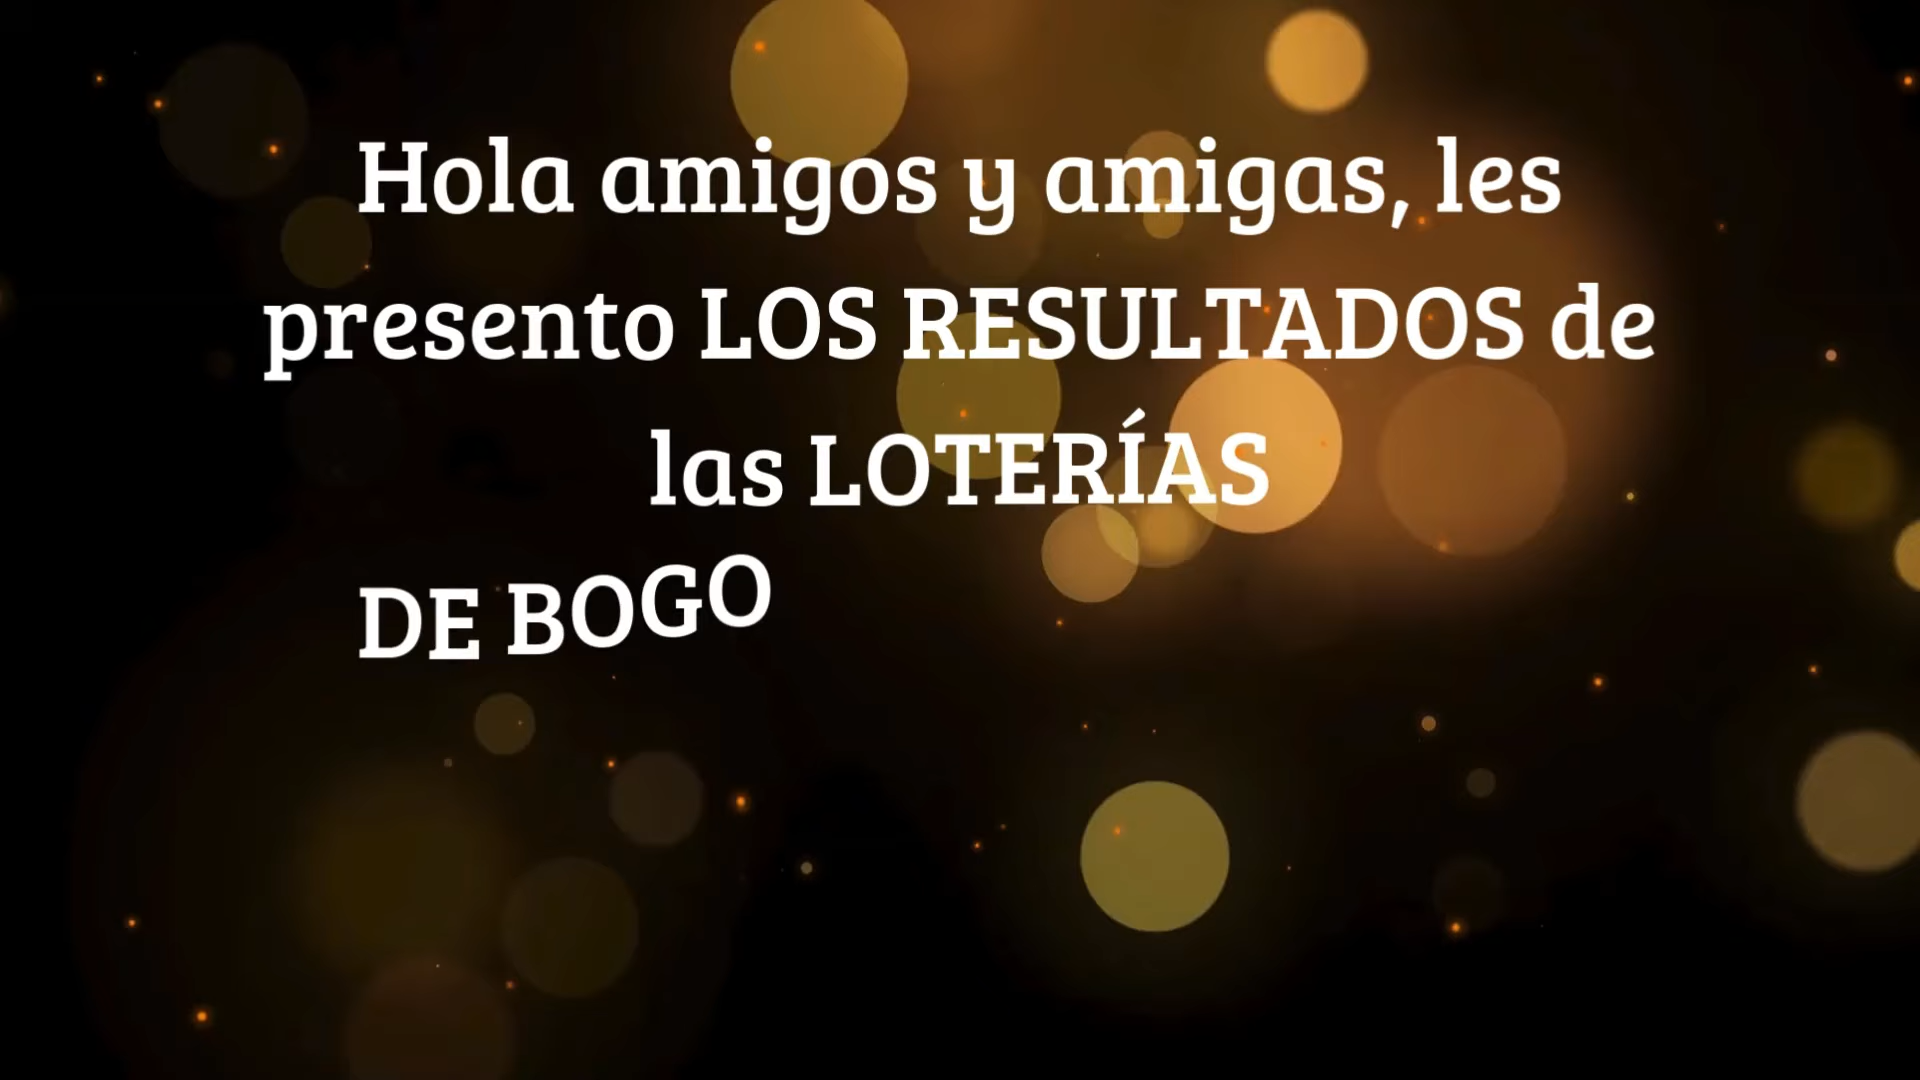 Hola amigos y amigas, les
presento LOS RESULTADOS de
las LOTERÍAS
DE BOGO